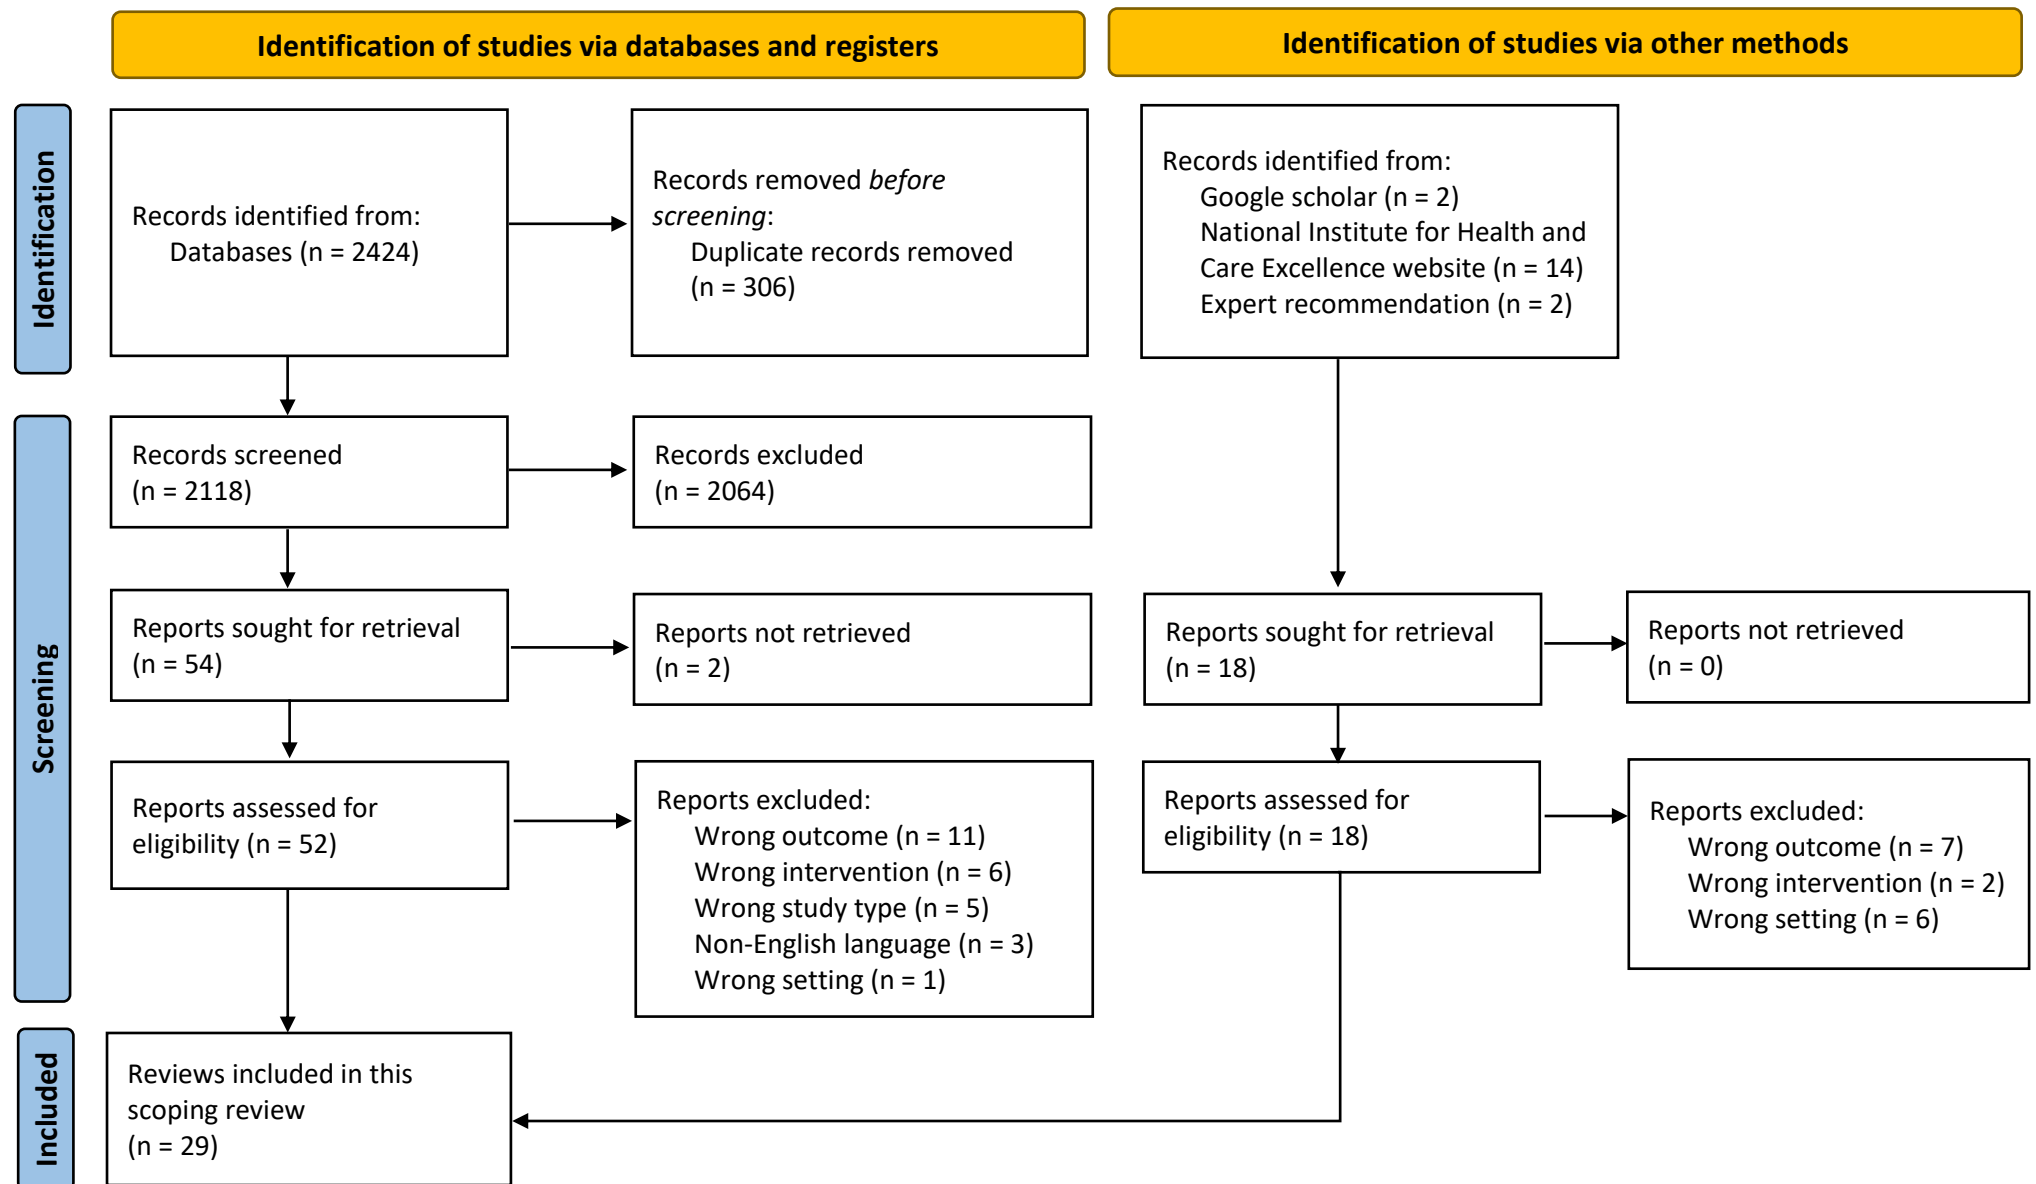 Identification of studies via databases and registers
Identification of studies via other methods
Identification
Records identified from:
Databases (n = 2424)
Records removed before
screening:
Duplicate records removed
(n = 306)
Records identified from:
Google scholar (n = 2)
National Institute for Health and
Care Excellence website (n = 14)
Expert recommendation (n = 2)
Screening
Records screened
(n = 2118)
Records excluded
(n = 2064)
Reports sought for retrieval
(n = 54)
Reports not retrieved
(n = 2)
Reports sought for retrieval
(n = 18)
Reports not retrieved
(n = 0)
Reports assessed for
eligibility (n = 52)
Reports excluded:
Wrong outcome (n = 11)
Wrong intervention (n = 6)
Wrong study type (n = 5)
Non-English language (n = 3)
Wrong setting (n = 1)
Reports assessed for
eligibility (n = 18)
Reports excluded:
Wrong outcome (n = 7)
Wrong intervention (n = 2)
Wrong setting (n = 6)
Included
Reviews included in this
scoping review
(n = 29)